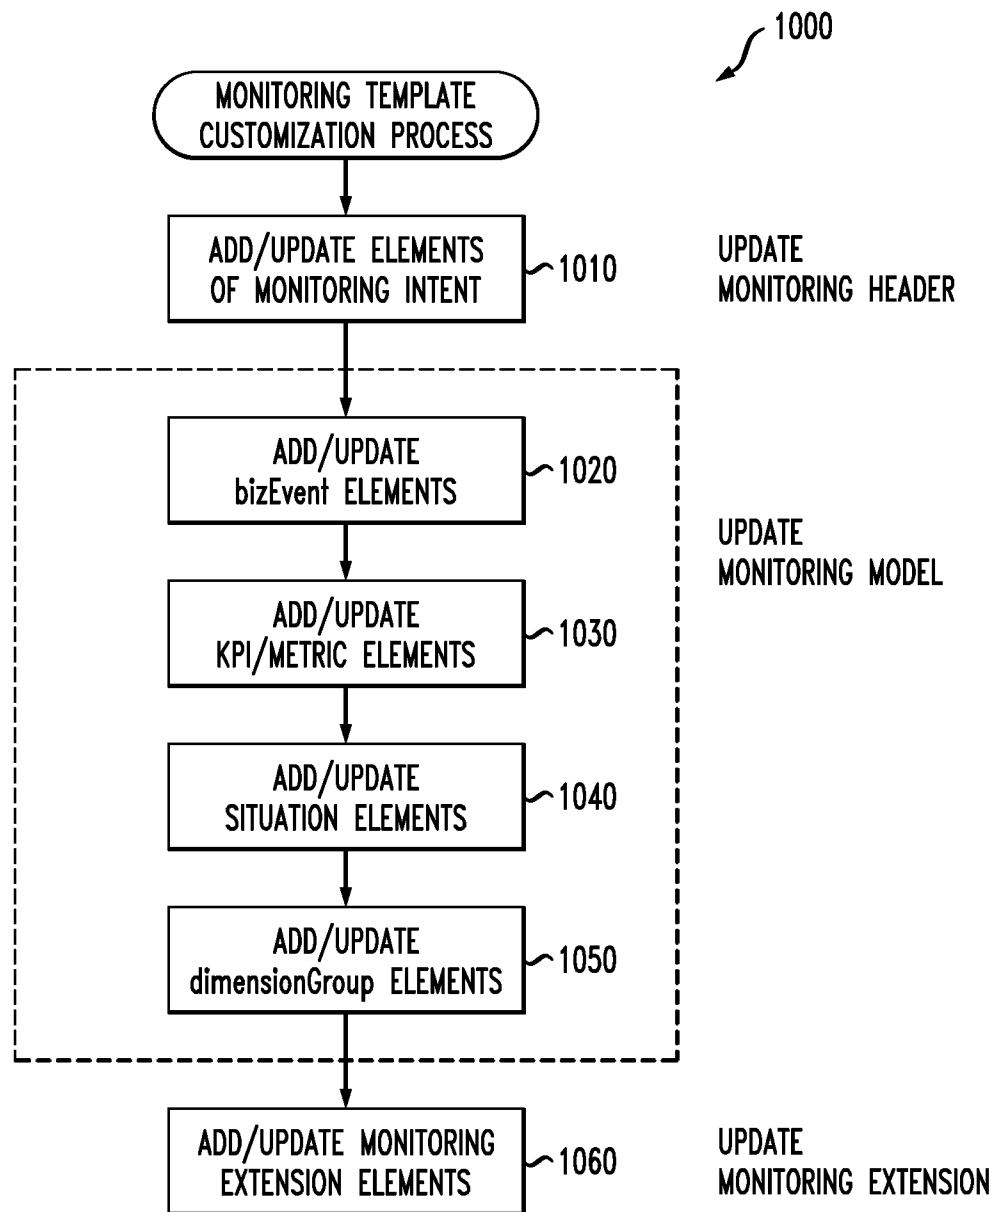 1000
MONITORING TEMPLATE
CUSTOMIZATION PROCESS
ADD/UPDATE ELEMENTS
OF MONITORING INTENT
1010
UPDATE
MONITORING HEADER
ADD/UPDATE
bizEvent ELEMENTS
1020
UPDATE
MONITORING MODEL
ADD/UPDATE
KPI/METRIC ELEMENTS
1030
ADD/UPDATE
SITUATION ELEMENTS
1040
ADD/UPDATE
dimensionGroup ELEMENTS
1050
ADD/UPDATE MONITORING
EXTENSION ELEMENTS
1060
UPDATE
MONITORING EXTENSION